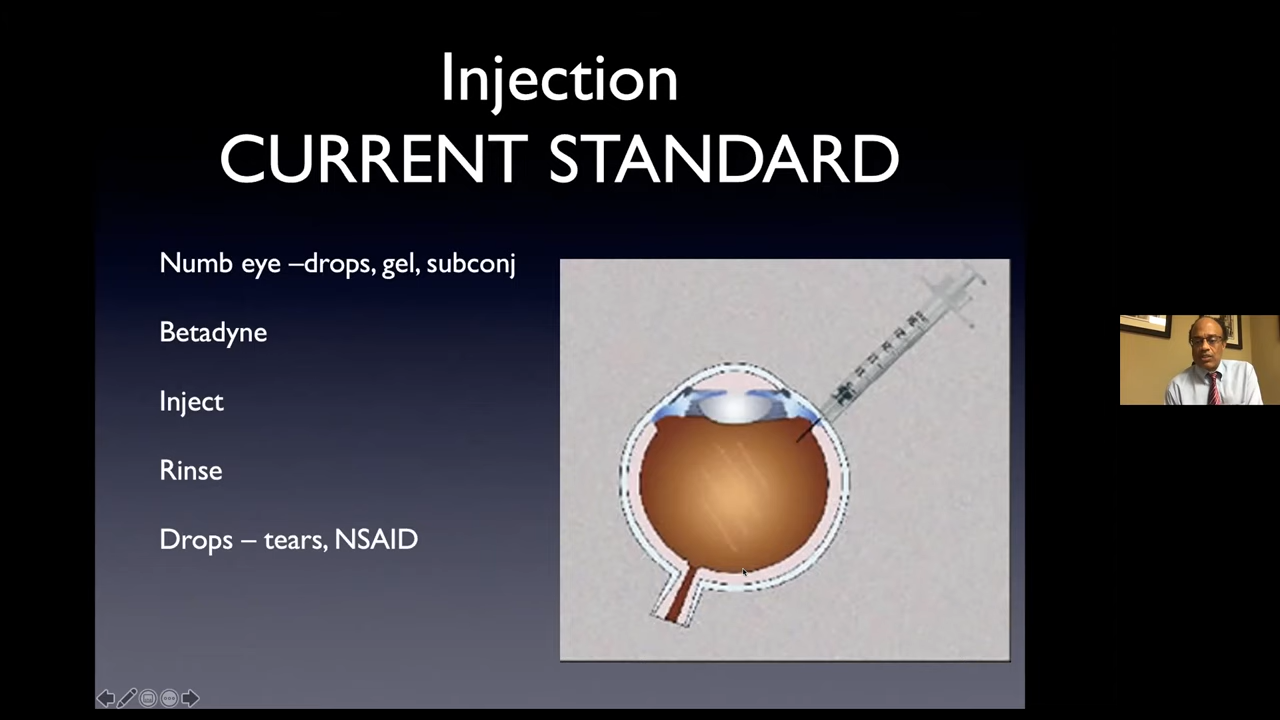 Injection
CURRENT STANDARD
Numb eye –drops, gel, subconj
Betadyne
Inject
Rinse
Drops – tears, NSAID